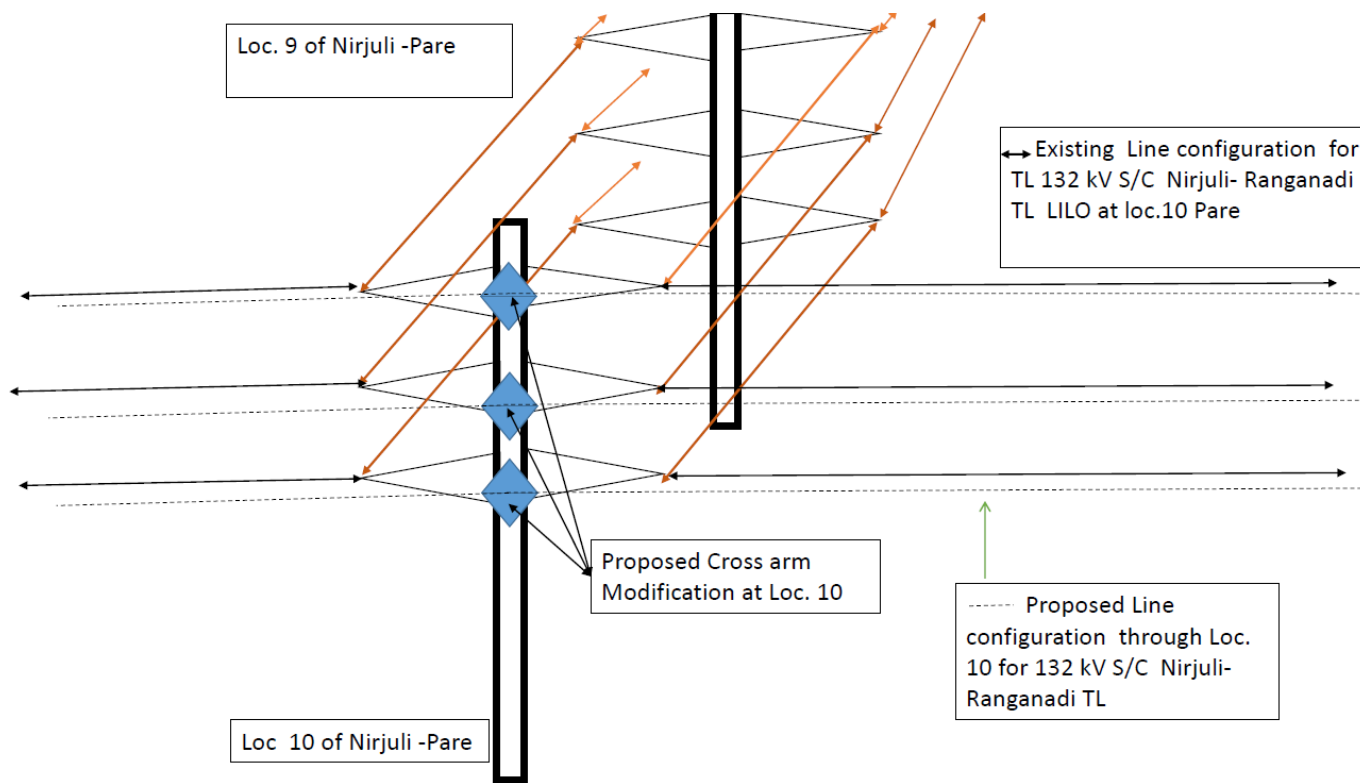 Loc. 9 of Nirjuli -Pare
Existing Line configuration for
TL 132 kV S/C Nirjuli- Ranganadi
TL LILO at loc.10 Pare
Proposed Cross arm
Modification at Loc. 10
Proposed Line
configuration through Loc.
10 for 132 kV S/C Nirjuli-
Ranganadi TL
Loc 10 of Nirjuli -Pare